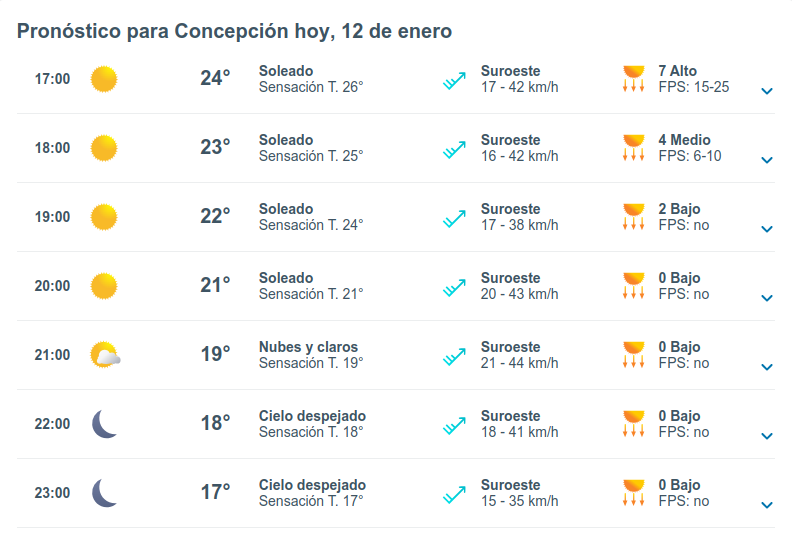 Pronóstico para Concepción hoy, 12 de enero
17:00 24° Soleado Suroeste 7 Alto
Sensación T. 26° 17 - 42 km/h FPS: 15-25
18:00 23° Soleado Suroeste 4 Medio
Sensación T. 25° 16 - 42 km/h FPS: 6-10
19:00 22° Soleado Suroeste 2 Bajo
Sensación T. 24° 17 - 38 km/h FPS: no
20:00 21° Soleado Suroeste 0 Bajo
Sensación T. 21° 20 - 43 km/h FPS: no
21:00 19° Nubes y claros Suroeste 0 Bajo
Sensación T. 19° 21 - 44 km/h FPS: no
22:00 18° Cielo despejado Suroeste 0 Bajo
Sensación T. 18° 18 - 41 km/h FPS: no
23:00 17° Cielo despejado Suroeste 0 Bajo
Sensación T. 17° 15 - 35 km/h FPS: no